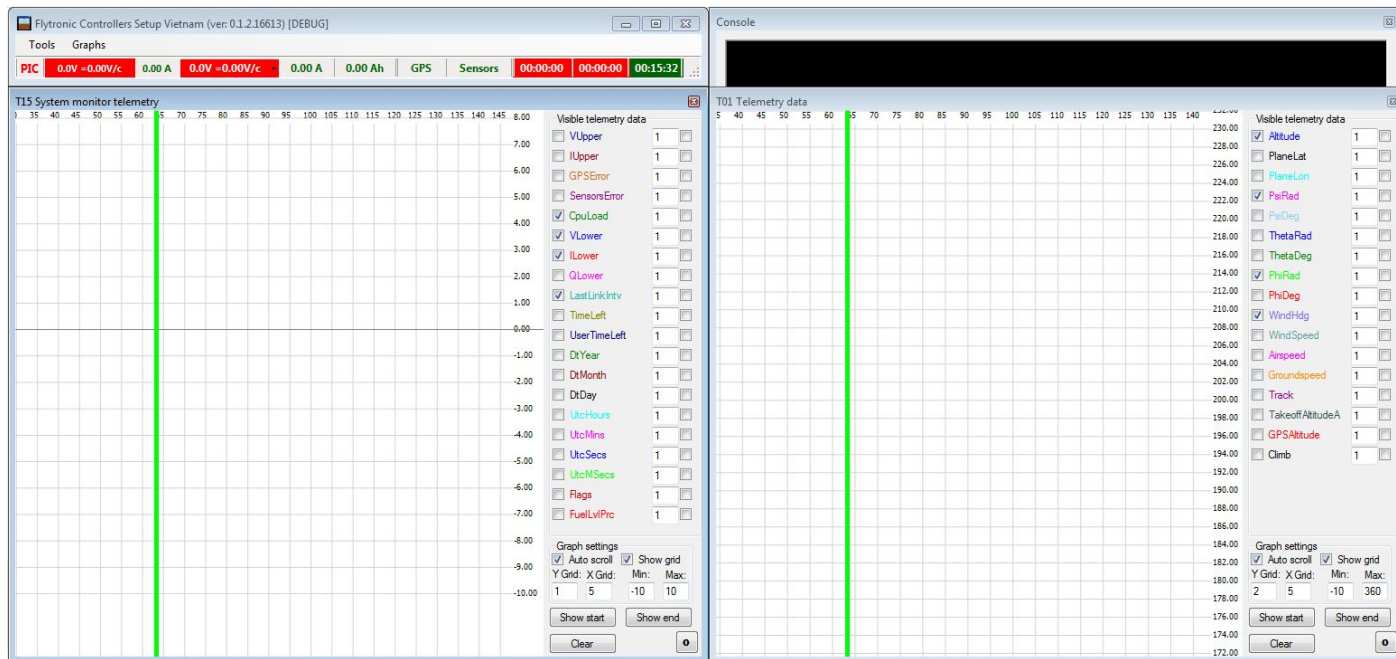 Flytronic Controllers Setup Vietnam (ver: 0.1.2.16613) [DEBUG]
Tools Graphs
PIC 0.0V =0.00V/c 0.00 A 0.0V =0.00V/c 0.00 A 0.00 Ah GPS Sensors 00:00:00 00:00:00 00:15:32
Console
T15 System monitor telemetry
35 40 45 50 55 60 65 70 75 80 85 90 95 100 105 110 115 120 125 130 135 140 145
8.00
7.00
6.00
5.00
4.00
3.00
2.00
1.00
0.00
-1.00
-2.00
-3.00
-4.00
-5.00
-6.00
-7.00
-8.00
-9.00
-10.00
Visible telemetry data
VUpper 1
IUpper 1
GPSError 1
SensorsError 1
CpuLoad 1
VLower 1
ILower 1
QLower 1
LastLinkIntv 1
TimeLeft 1
UserTimeLeft 1
DtYear 1
DtMonth 1
DtDay 1
UtcHours 1
UtcMins 1
UtcSecs 1
UtcMSecs 1
Flags 1
FuelLvlPrc 1
Graph settings
Auto scroll Show grid
Y Grid: X Grid: Min: Max:
1 5 -10 10
Show start Show end
Clear 0
T01 Telemetry data
5 40 45 50 55 60 65 70 75 80 85 90 95 100 105 110 115 120 125 130 135 140
230.00
228.00
226.00
224.00
222.00
220.00
218.00
216.00
214.00
212.00
210.00
208.00
206.00
204.00
202.00
200.00
198.00
196.00
194.00
192.00
190.00
188.00
186.00
184.00
182.00
180.00
178.00
176.00
174.00
172.00
Visible telemetry data
Altitude 1
PlaneLat 1
PlaneLon 1
PsiRad 1
PsiDeg 1
ThetaRad 1
ThetaDeg 1
PhiRad 1
PhiDeg 1
WindHdg 1
WindSpeed 1
Airspeed 1
Groundspeed 1
Track 1
TakeoffAltitudeA 1
GPSAltitude 1
Climb 1
Graph settings
Auto scroll Show grid
Y Grid: X Grid: Min: Max:
2 5 -10 360
Show start Show end
Clear 0